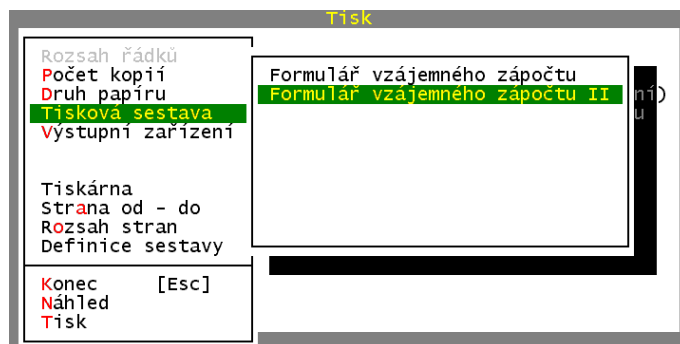 Tisk
Rozsah řádků
Počet kopií
Druh papíru
Tisková sestava
Výstupní zařízení
Tiskárna
Strana od - do
Rozsah stran
Definice sestavy
Konec [Esc]
Náhled
Tisk
Formulář vzájemného zápočtu
Formulář vzájemného zápočtu II
ní)
u